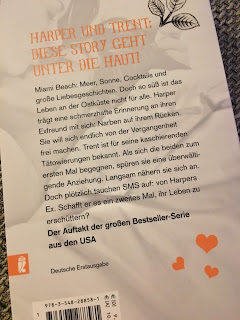 HARPER UND TRENT:
DIESE STORY GEHT
UNTER DIE HAUT!
Miami Beach: Meer, Sonne, Cocktails und
große Liebesgeschichten. Doch so süß ist das
Leben an der Ostküste nicht für alle. Harper
trägt eine schmerzhafte Erinnerung an ihren
Exfreund mit sich: Narben auf ihrem Rücken.
Sie will sich endlich von der Vergangenheit
frei machen. Trent ist für seine kaschierenden
Tätowierungen bekannt. Als sich die beiden zum
ersten Mal begegnen, spüren sie eine überwälti-
gende Anziehung. Langsam nähern sie sich an.
Doch plötzlich tauchen SMS auf: von Harpers
Ex. Schafft er es ein zweites Mal, ihr Leben zu
erschüttern?
Der Auftakt der großen Bestseller-Serie
aus den USA
Deutsche Erstausgabe
978-3-548-28858-1